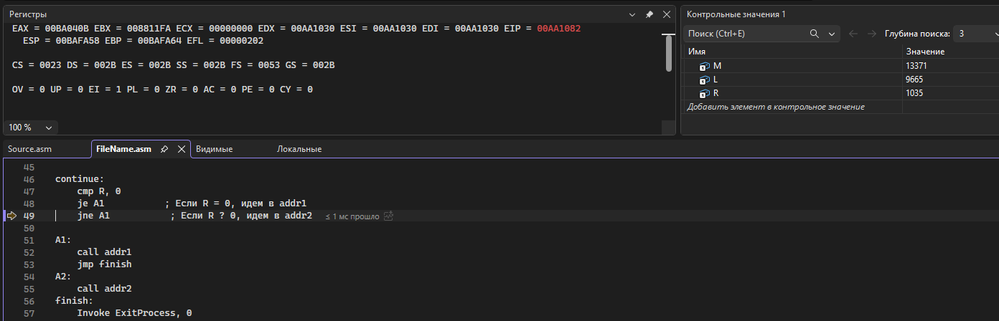 Регистры
EAX = 00BA040B EBX = 008811FA ECX = 00000000 EDX = 00AA1030 ESI = 00AA1030 EDI = 00AA1030 EIP = 00AA1082
ESP = 00BAFA58 EBP = 00BAFA64 EFL = 00000202
CS = 0023 DS = 002B ES = 002B SS = 002B FS = 0053 GS = 002B
OV = 0 UP = 0 EI = 1 PL = 0 ZR = 0 AC = 0 PE = 0 CY = 0
100 %
Контрольные значения 1
Поиск (Ctrl+E) Глубина поиска: 3
Имя Значение
M 13371
L 9665
R 1035
Добавить элемент в контрольное значение
Source.asm FileName.asm Видимые Локальные
45
46 continue:
47 cmp R, 0
48 je A1 ; Если R = 0, идем в addr1
49 jne A1 ; Если R ? 0, идем в addr2 ≤ 1 мс прошло
50
51 A1:
52 call addr1
53 jmp finish
54 A2:
55 call addr2
56 finish:
57 Invoke ExitProcess, 0